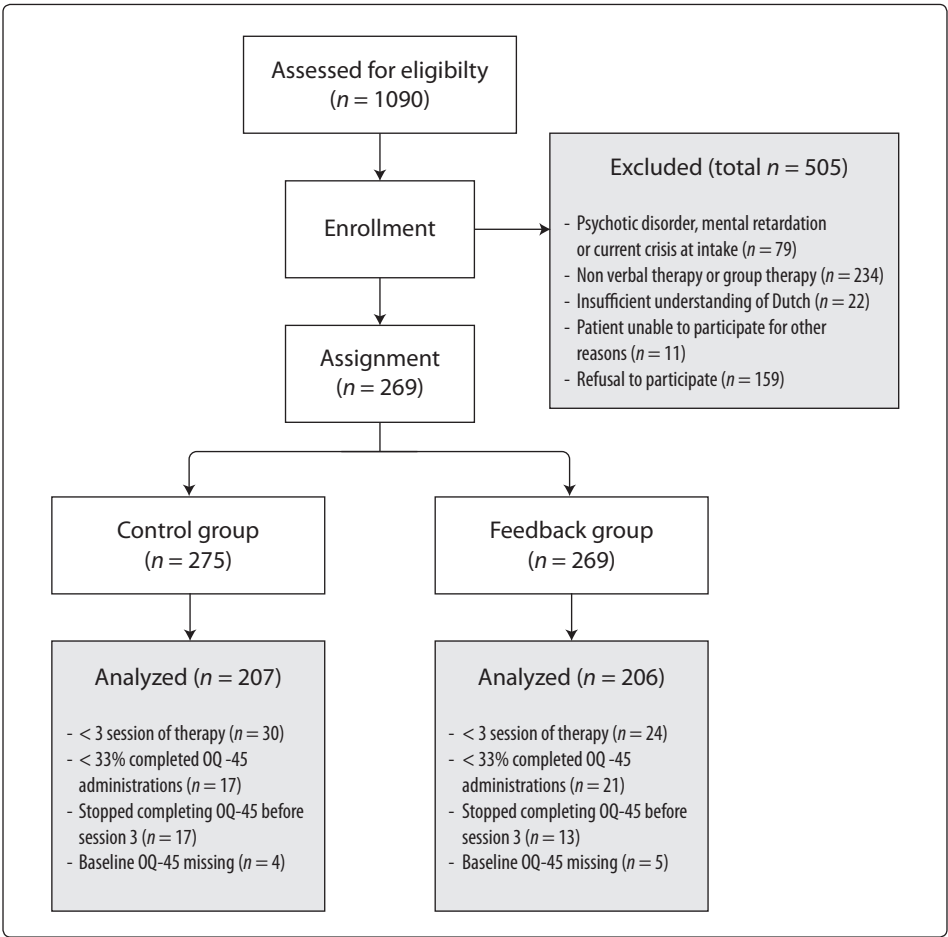 Assessed for eligibilty
(n = 1090)
Enrollment
Excluded (total n = 505)
- Psychotic disorder, mental retardation
or current crisis at intake (n = 79)
- Non verbal therapy or group therapy (n = 234)
- Insufficient understanding of Dutch (n = 22)
- Patient unable to participate for other
reasons (n = 11)
- Refusal to participate (n = 159)
Assignment
(n = 269)
Control group
(n = 275)
Feedback group
(n = 269)
Analyzed (n = 207)
- < 3 session of therapy (n = 30)
- < 33% completed OQ -45
administrations (n = 17)
- Stopped completing OQ-45 before
session 3 (n = 17)
- Baseline OQ-45 missing (n = 4)
Analyzed (n = 206)
- < 3 session of therapy (n = 24)
- < 33% completed OQ -45
administrations (n = 21)
- Stopped completing OQ-45 before
session 3 (n = 13)
- Baseline OQ-45 missing (n = 5)